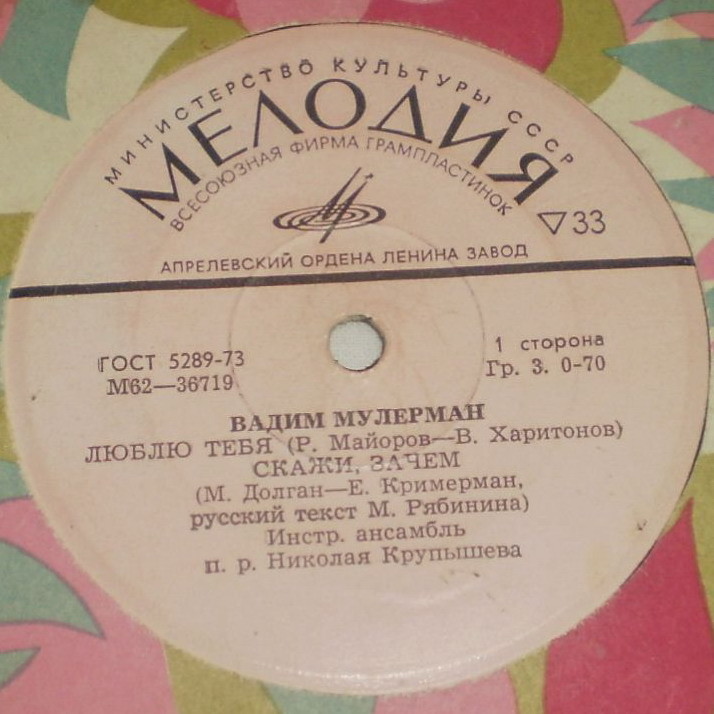 МИНИСТЕРСТВО КУЛЬТУРЫ СССР
МЕЛОДИЯ
ВСЕСОЮЗНАЯ ФИРМА ГРАМПЛАСТИНОК
▽33
АПРЕЛЕВСКИЙ ОРДЕНА ЛЕНИНА ЗАВОД
ГОСТ 5289-73
М62—36719
1 сторона
Гр. 3. 0-70
ВАДИМ МУЛЕРМАН
ЛЮБЛЮ ТЕБЯ (Р. Майоров—В. Харитонов)
СКАЖИ, ЗАЧЕМ
(М. Долган—Е. Кримерман,
русский текст М. Рябинина)
Инстр. ансамбль
п. р. Николая Крупышева